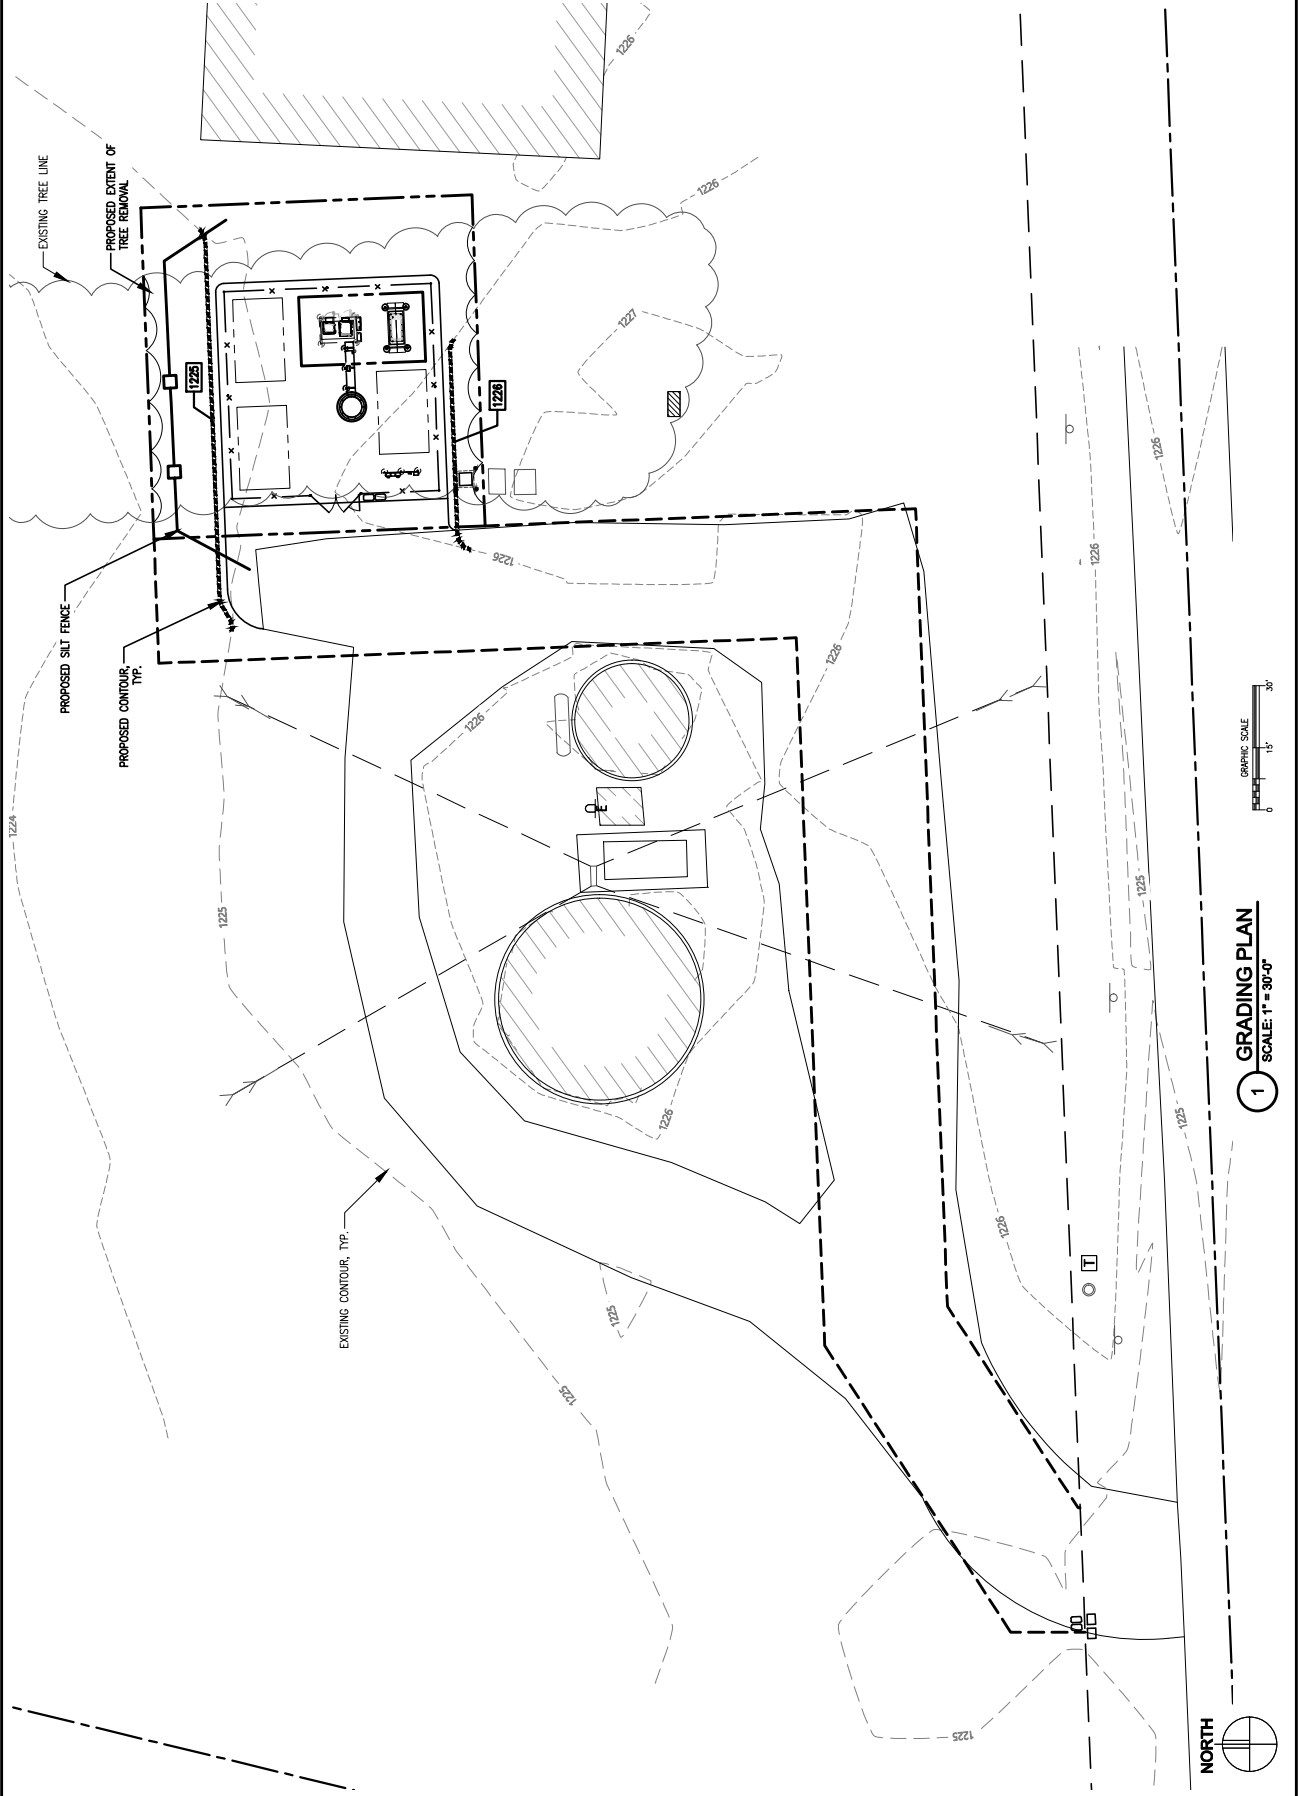 EXISTING TREE LINE
PROPOSED EXTENT OF
TREE REMOVAL
1226
1226
1225
1226
1227
1226
1226
1226
PROPOSED SILT FENCE
PROPOSED CONTOUR,
TYP.
1226
1226
1224
1225
1225
1226
1225
1226
EXISTING CONTOUR, TYP.
1225
1225
1225
E
T
GRAPHIC SCALE
0
15'
30'
1
GRADING PLAN
SCALE: 1" = 30'-0"
NORTH